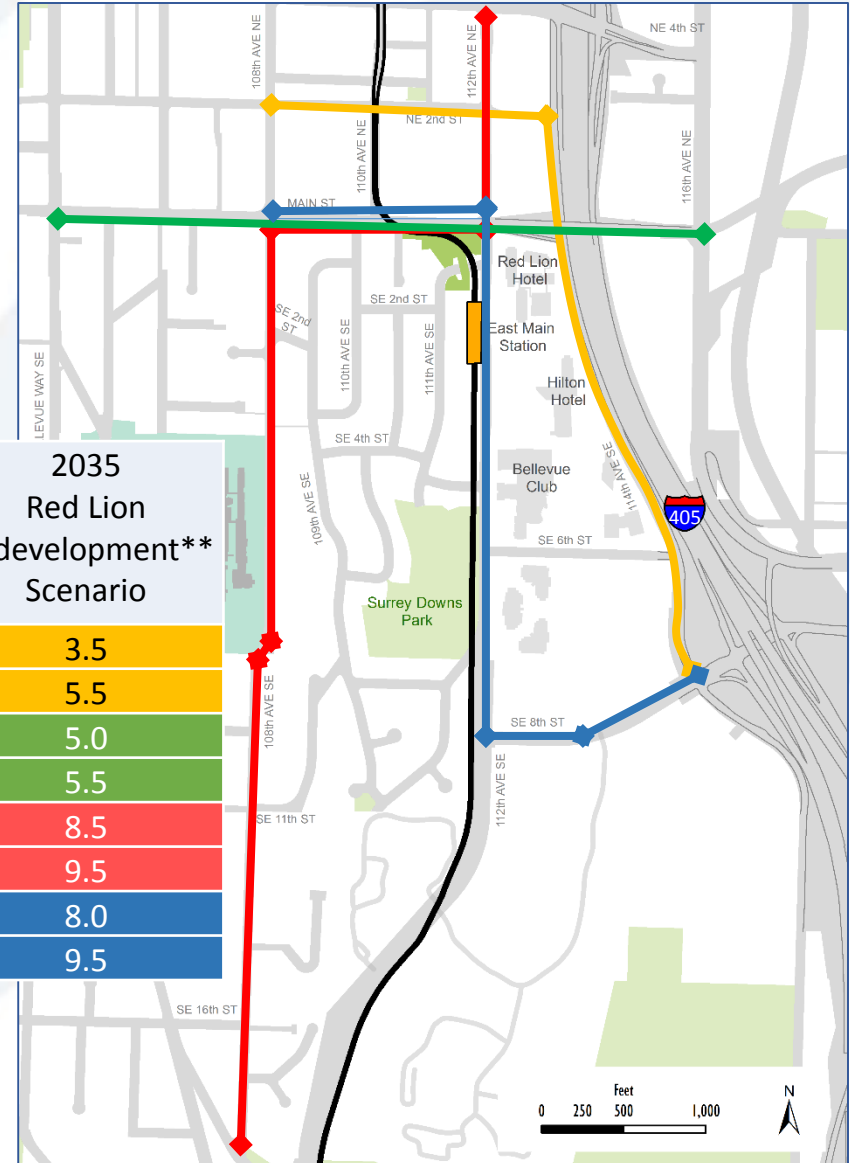 NE 4th ST
108th AVE NE
112th AVE NE
NE 2nd ST
110th AVE NE
116th AVE NE
MAIN ST
Red Lion
Hotel
SE 2nd ST
SE 2nd
ST
East Main
Station
110th AVE SE
111th AVE SE
Hilton
Hotel
LEVUE WAY SE
SE 4th ST
Bellevue
Club
114th AVE SE
405
109th AVE SE
SE 6th ST
Surrey Downs
Park
2035
Red Lion
development**
Scenario
3.5
5.5
5.0
5.5
8.5
9.5
8.0
9.5
108th AVE SE
SE 8th ST
112th AVE SE
SE 11th ST
SE 16th ST
Feet
0 250 500 1,000
N